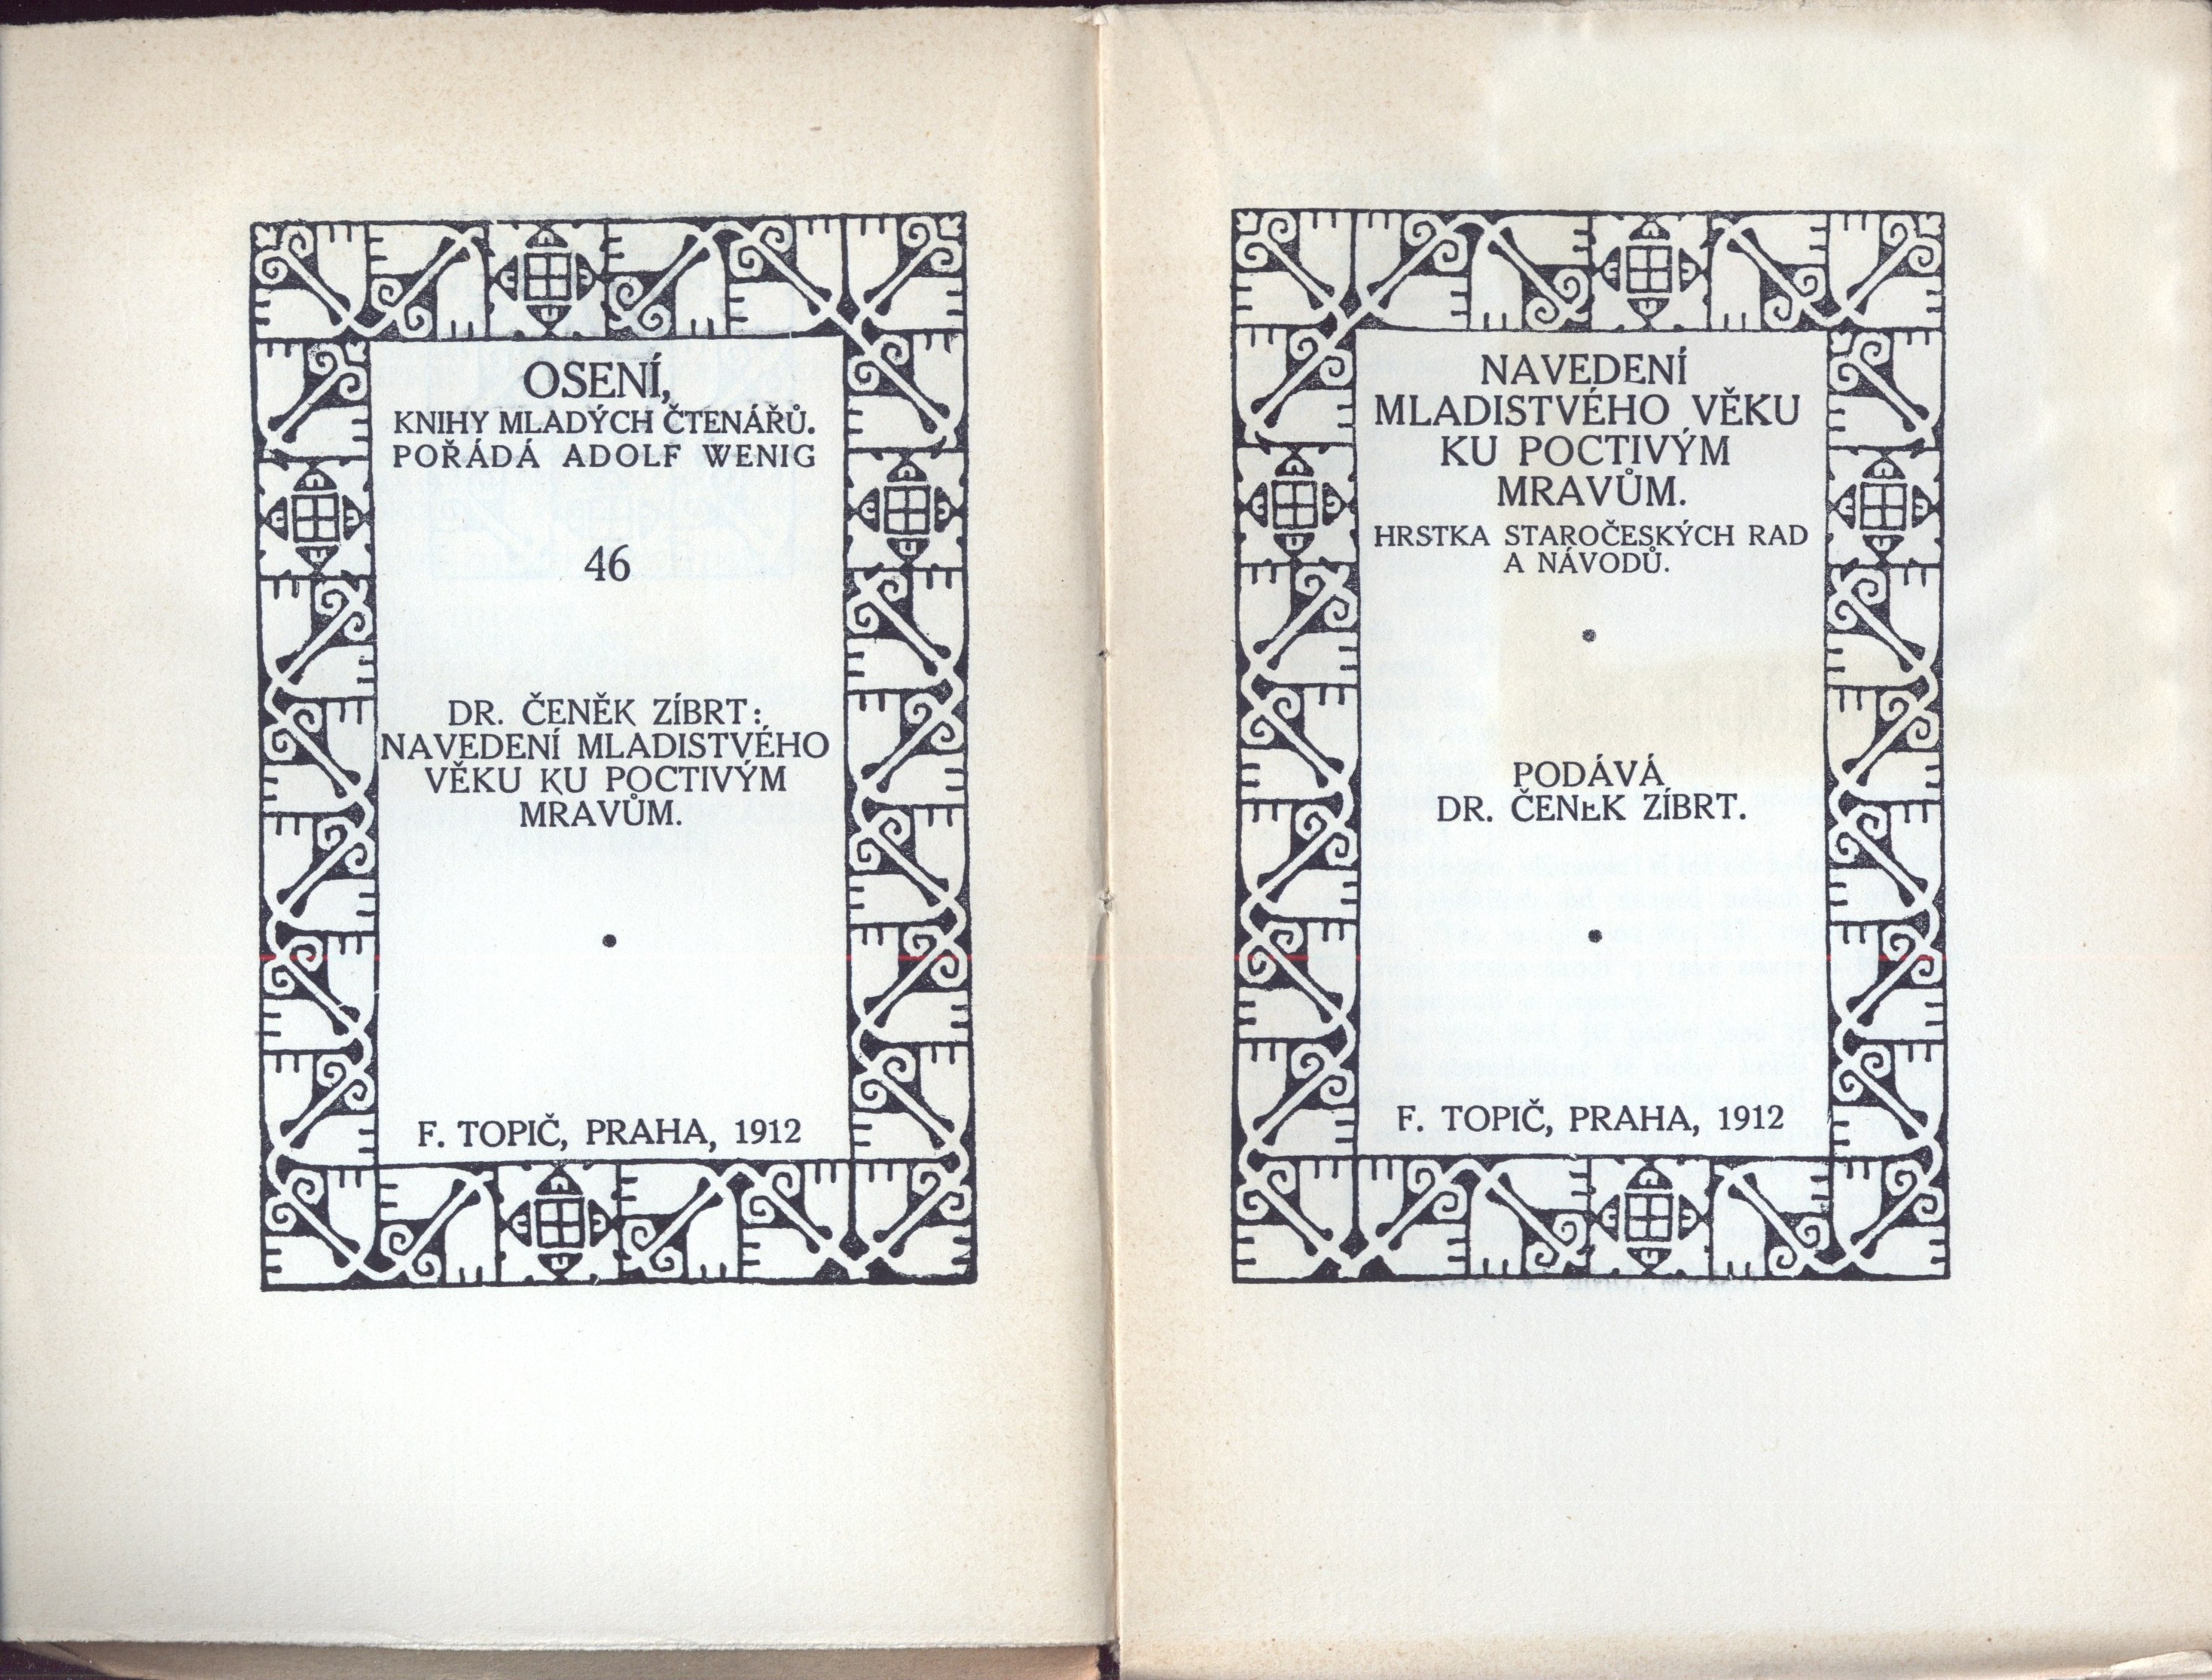 OSENÍ,
KNIHY MLADÝCH ČTENÁŘŮ.
POŘÁDÁ ADOLF WENIG
46
DR. ČENĚK ZÍBRT:
NAVEDENÍ MLADISTVÉHO
VĚKU KU POCTIVÝM
MRAVŮM.
F. TOPIČ, PRAHA, 1912
NAVEDENÍ
MLADISTVÉHO VĚKU
KU POCTIVÝM
MRAVŮM.
HRSTKA STAROČESKÝCH RAD
A NÁVODŮ.
PODÁVÁ
DR. ČENEK ZÍBRT.
F. TOPIČ, PRAHA, 1912